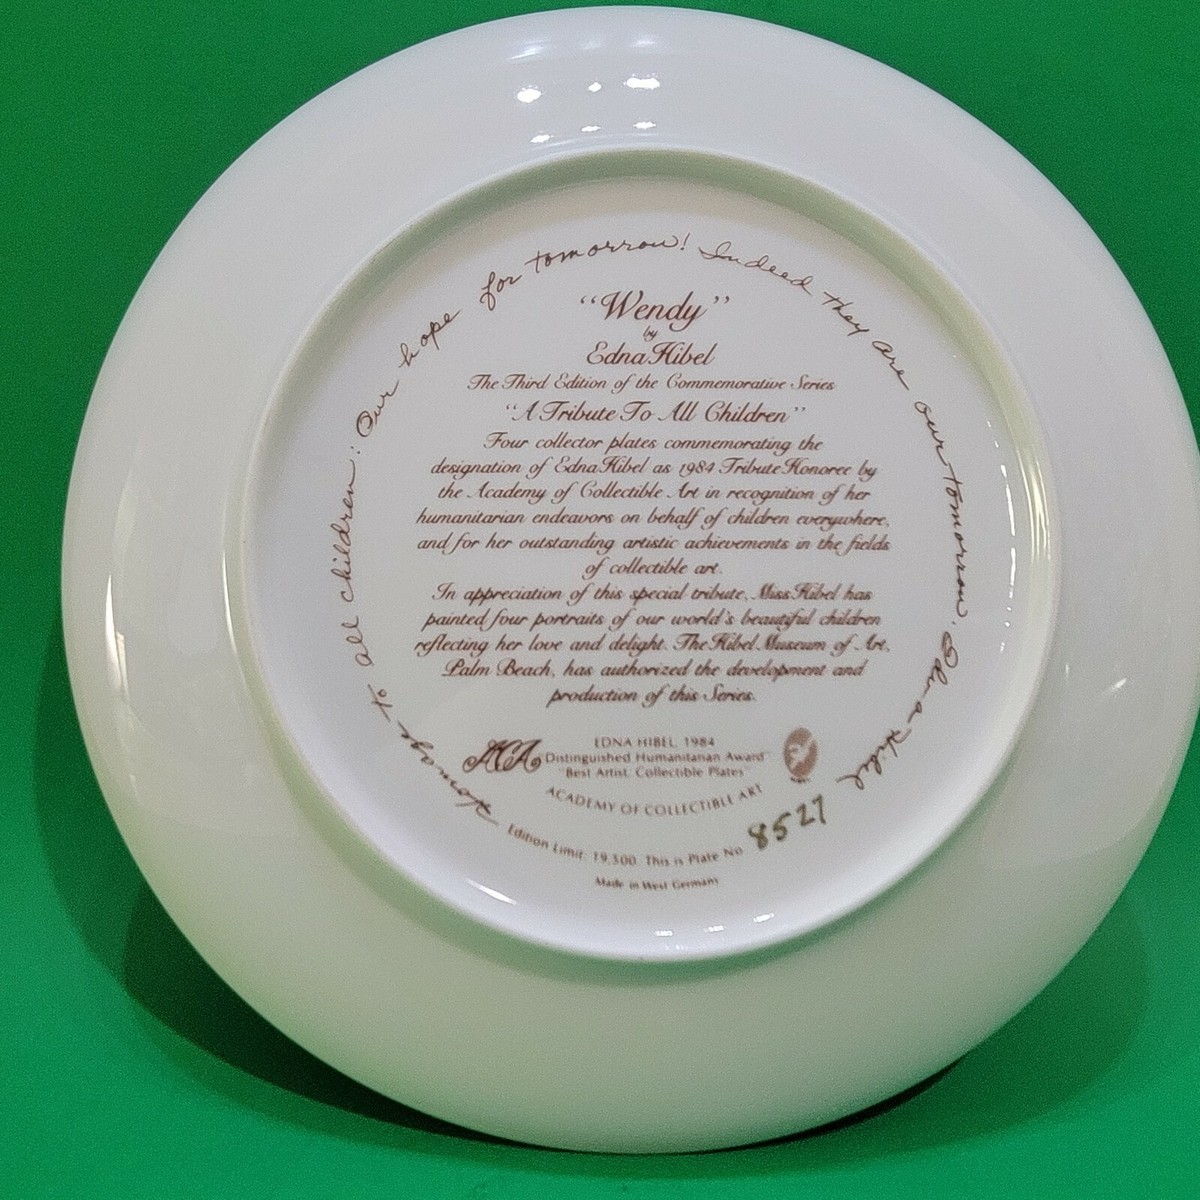 Homage to all children: Our hope for tomorrow! Indeed they are our tomorrow. Edna Hibel
"Wendy"
by
Edna Hibel
The Third Edition of the Commemorative Series
"A Tribute To All Children"
Four collector plates commemorating the
designation of Edna Hibel as 1984 Tribute Honoree by
the Academy of Collectible Art in recognition of her
humanitarian endeavors on behalf of children everywhere,
and for her outstanding artistic achievements in the fields
of collectible art.
In appreciation of this special tribute, Miss Hibel has
painted four portraits of our world's beautiful children
reflecting her love and delight. The Hibel Museum of Art,
Palm Beach, has authorized the development and
production of this Series.
ACA
EDNA HIBEL, 1984
"Distinguished Humanitarian Award"
"Best Artist, Collectible Plates"
ACADEMY OF COLLECTIBLE ART
Edition Limit: 19,500. This is Plate No. 8527
Made in West Germany